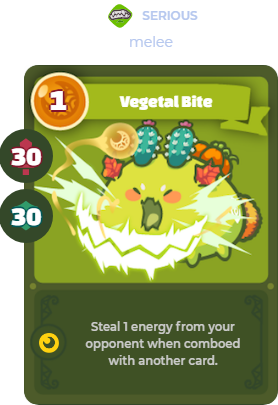 SERIOUS
melee
1
Vegetal Bite
30
30
Steal 1 energy from your
opponent when comboed
with another card.